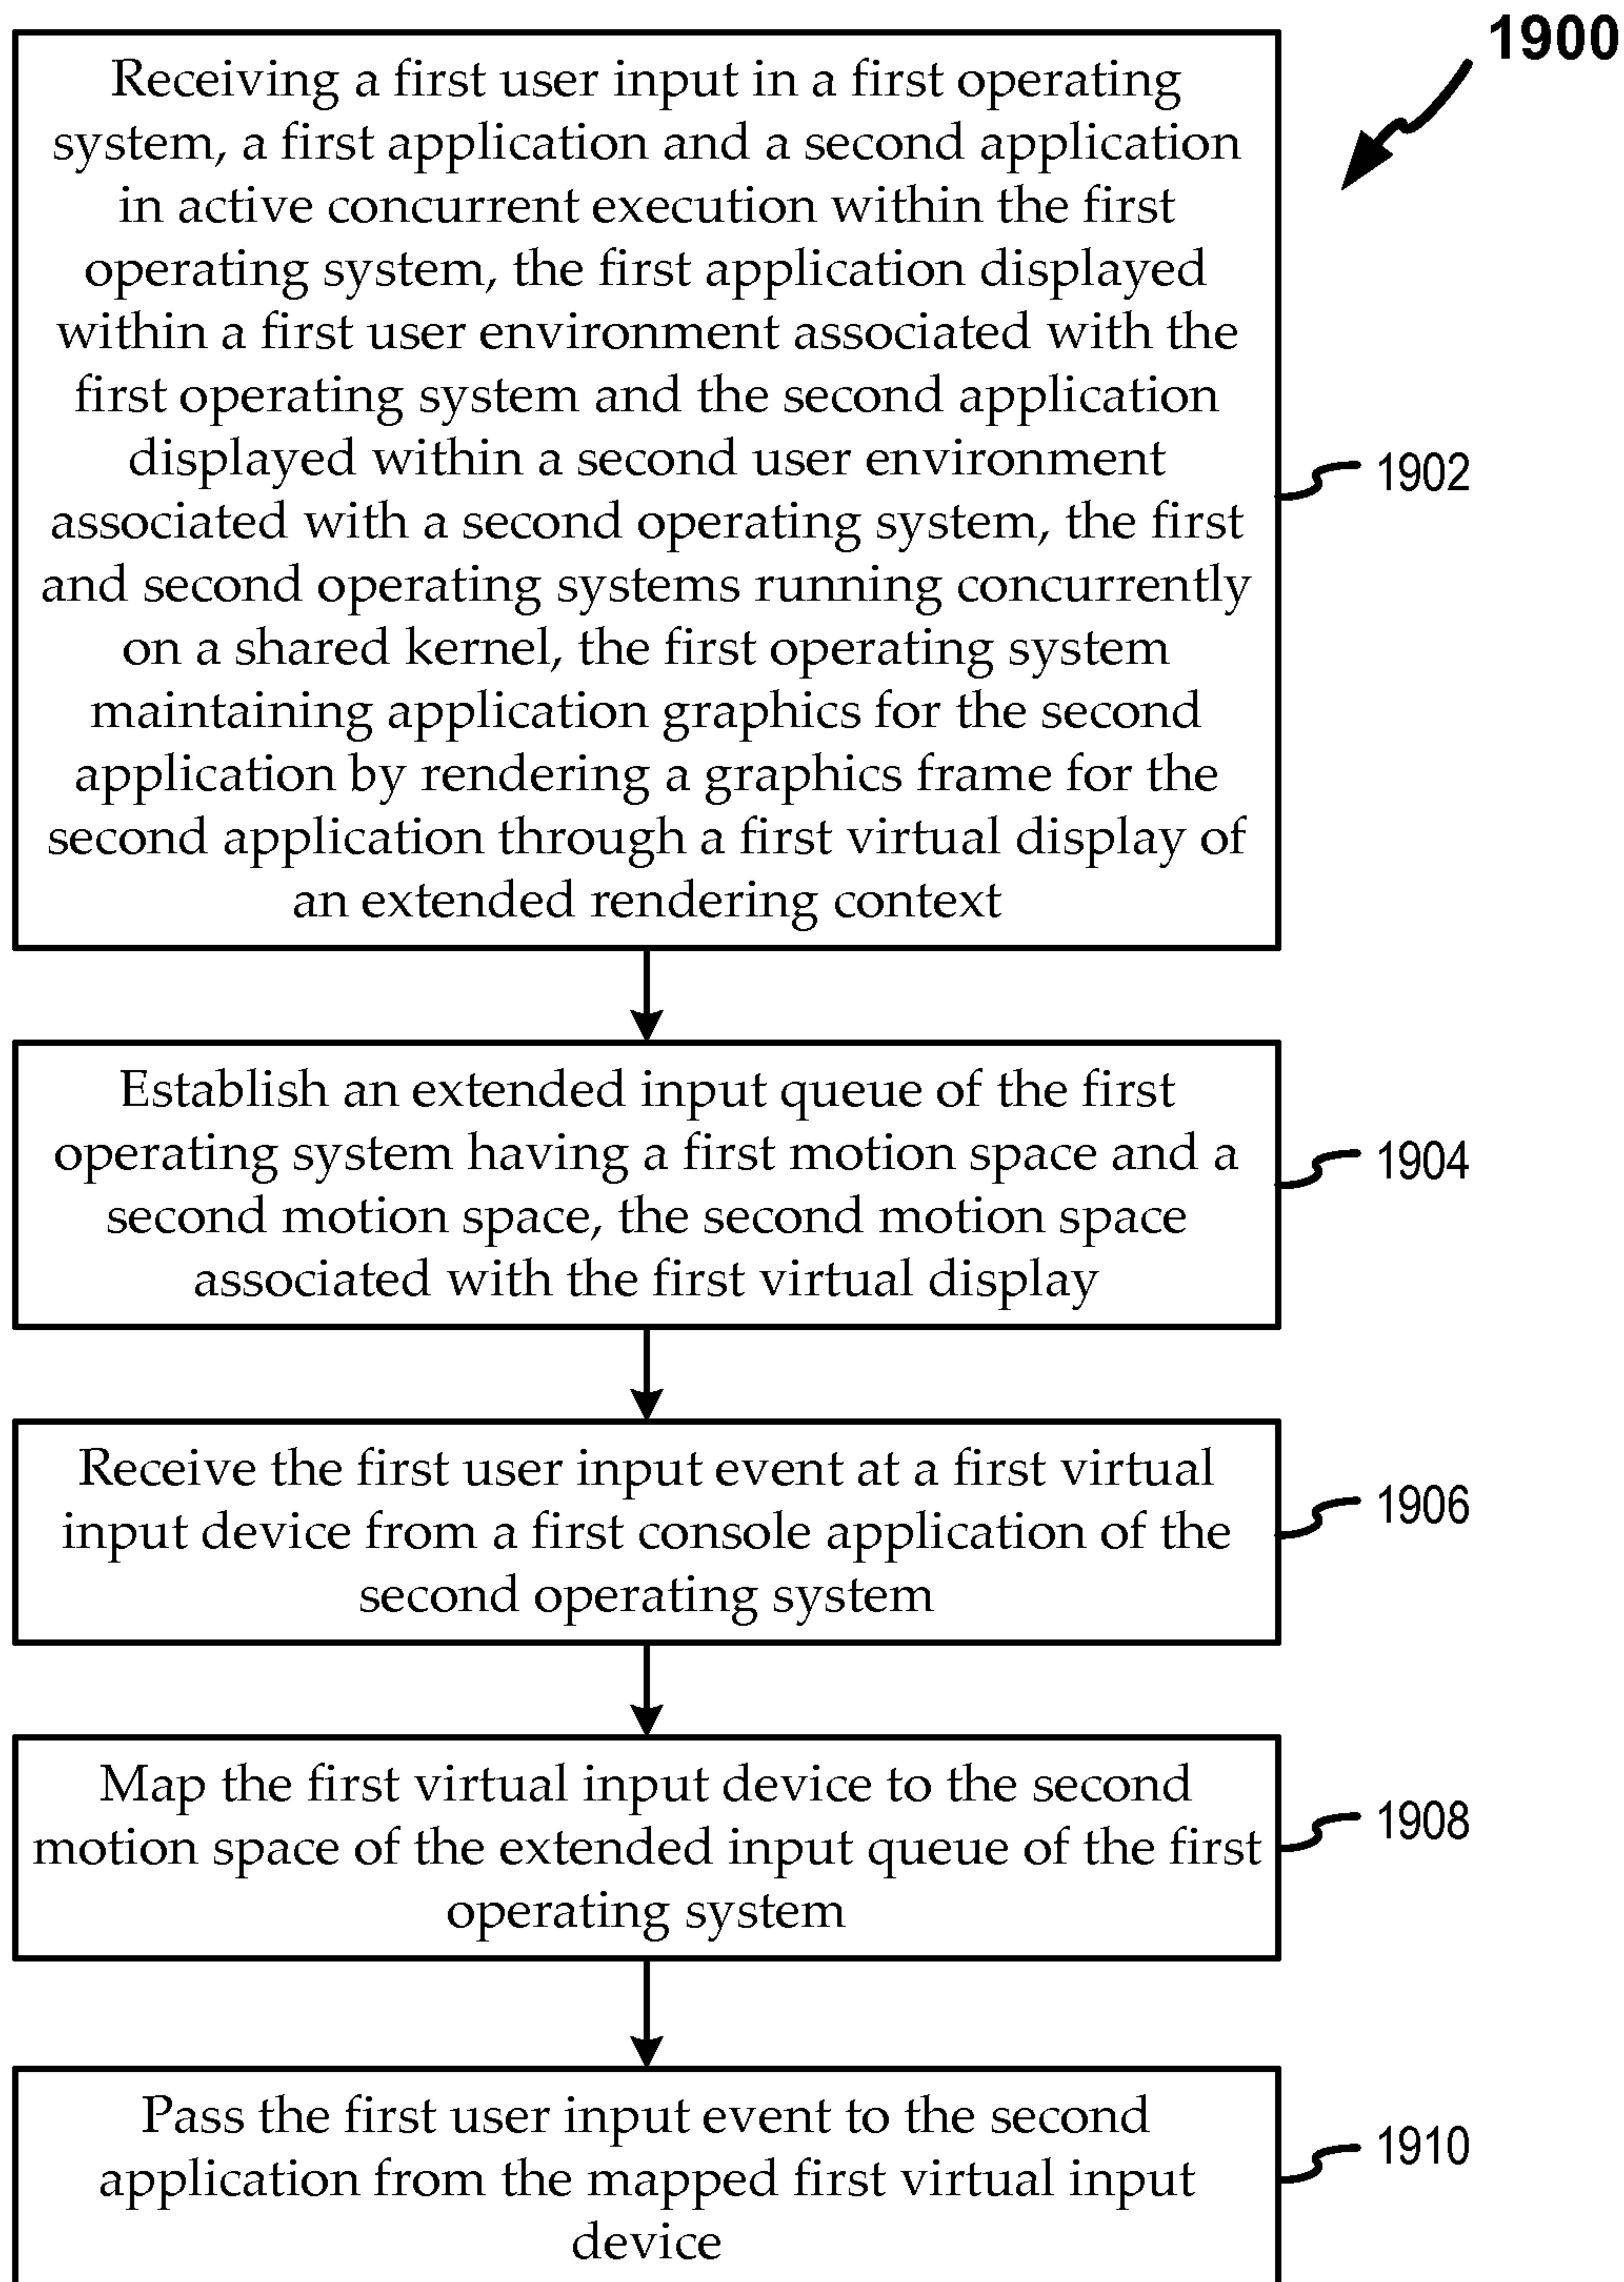 1900
Receiving a first user input in a first operating
system, a first application and a second application
in active concurrent execution within the first
operating system, the first application displayed
within a first user environment associated with the
first operating system and the second application
displayed within a second user environment
associated with a second operating system, the first
and second operating systems running concurrently
on a shared kernel, the first operating system
maintaining application graphics for the second
application by rendering a graphics frame for the
second application through a first virtual display of
an extended rendering context
1902
Establish an extended input queue of the first
operating system having a first motion space and a
second motion space, the second motion space
associated with the first virtual display
1904
Receive the first user input event at a first virtual
input device from a first console application of the
second operating system
1906
Map the first virtual input device to the second
motion space of the extended input queue of the first
operating system
1908
Pass the first user input event to the second
application from the mapped first virtual input
device
1910